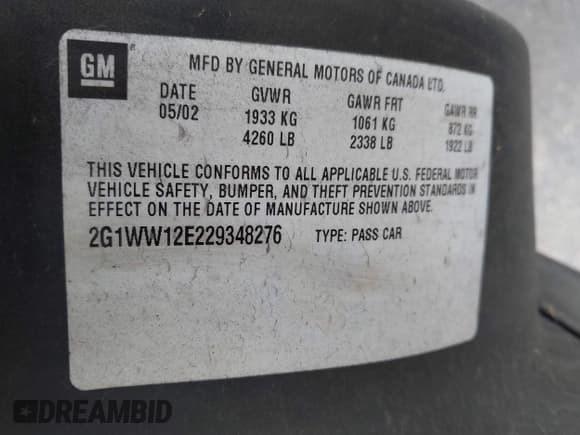 GM
MFD BY GENERAL MOTORS OF CANADA LTD.
DATE GVWR GAWR FRT GAWR RR
05/02 1933 KG 1061 KG 872 KG
4260 LB 2338 LB 1922 LB
THIS VEHICLE CONFORMS TO ALL APPLICABLE U.S. FEDERAL MOTOR
VEHICLE SAFETY, BUMPER, AND THEFT PREVENTION STANDARDS IN
EFFECT ON THE DATE OF MANUFACTURE SHOWN ABOVE.
2G1WW12E229348276 TYPE: PASS CAR
DREAMBID